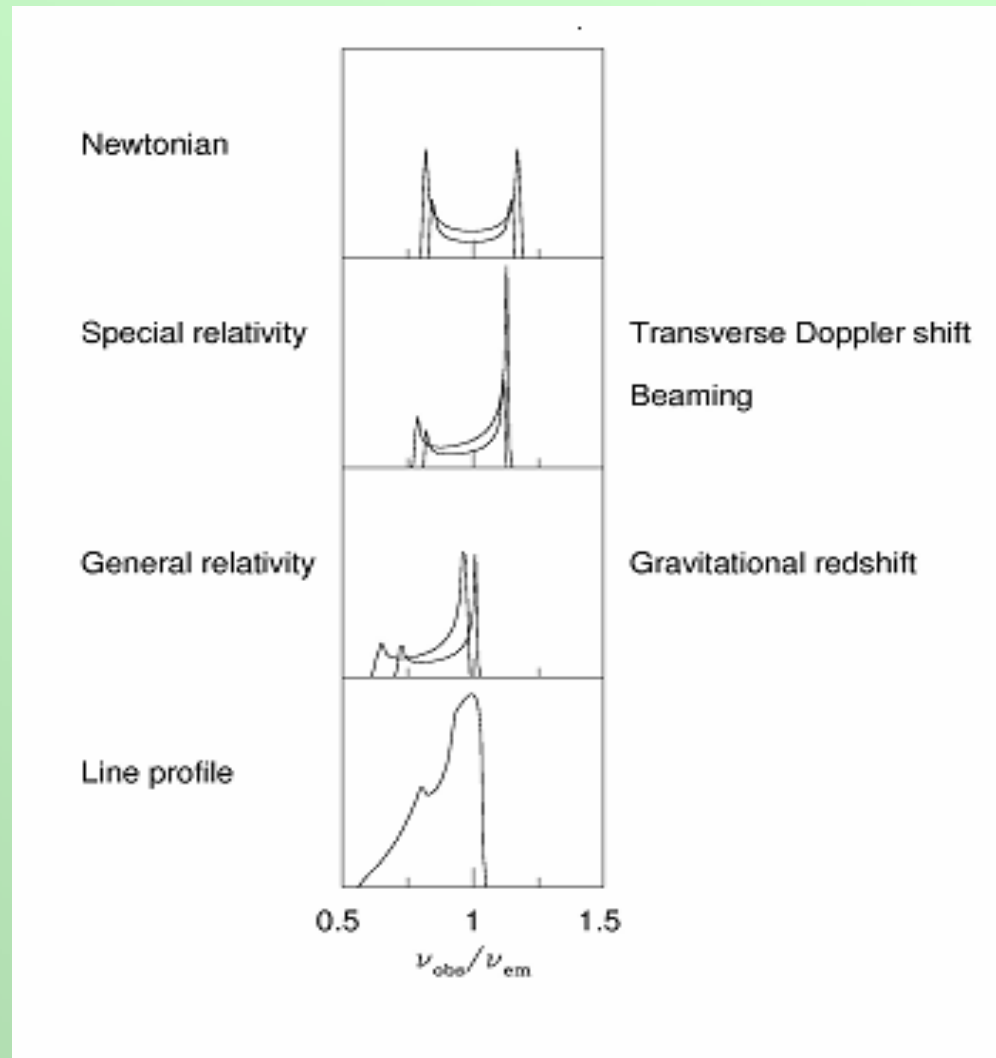 Newtonian
Special relativity
Transverse Doppler shift
Beaming
General relativity
Gravitational redshift
Line profile
0.5 1 1.5
ν_obs/ν_em